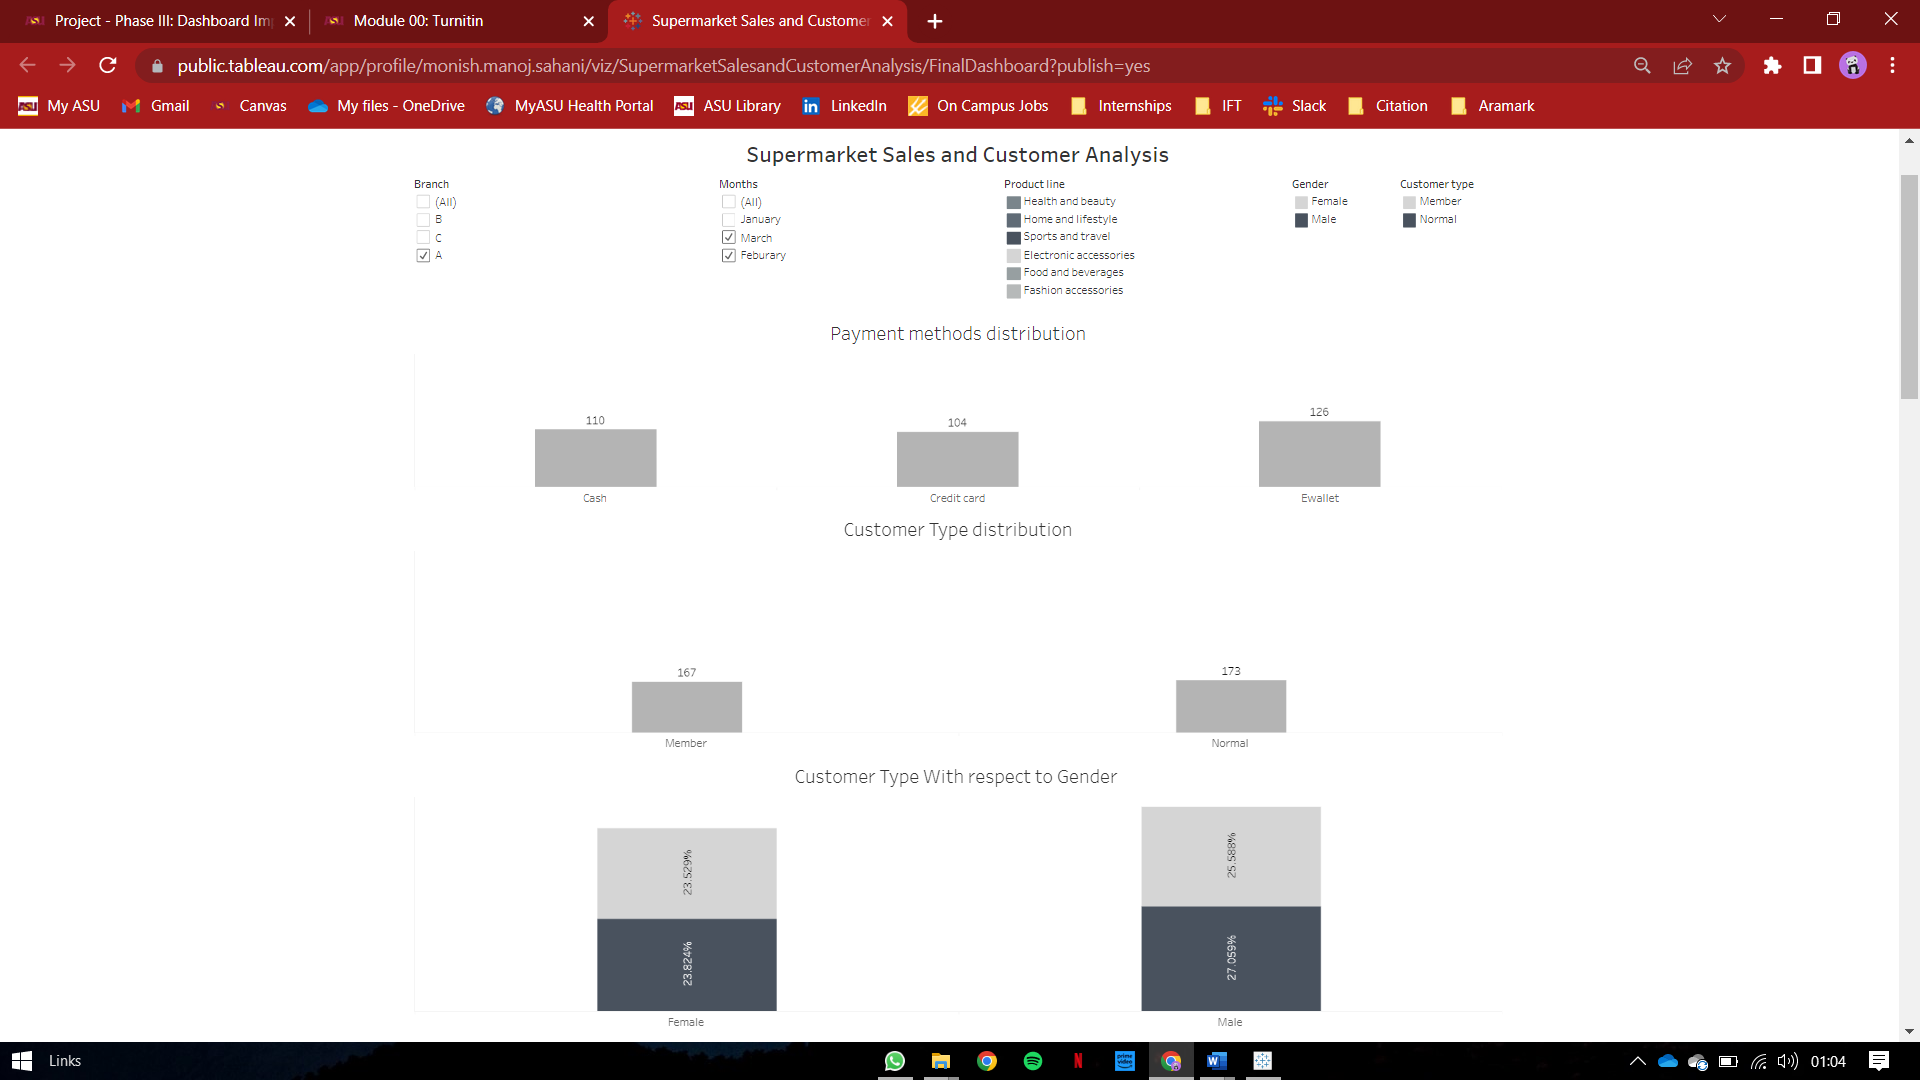 Project - Phase III: Dashboard Im
Module 00: Turnitin
Supermarket Sales and Custome
public.tableau.com/app/profile/monish.manoj.sahani/viz/SupermarketSalesandCustomerAnalysis/FinalDashboard?publish=yes
My ASU Gmail Canvas My files - OneDrive MyASU Health Portal ASU Library LinkedIn On Campus Jobs Internships IFT Slack Citation Aramark
Supermarket Sales and Customer Analysis
Branch
(All)
B
C
A
Months
(All)
January
March
Feburary
Product line
Health and beauty
Home and lifestyle
Sports and travel
Electronic accessories
Food and beverages
Fashion accessories
Gender
Female
Male
Customer type
Member
Normal
Payment methods distribution
110 104 126
Cash Credit card Ewallet
Customer Type distribution
167 173
Member Normal
Customer Type With respect to Gender
23.529% 25.588%
23.824% 27.059%
Female Male
Links
01:04